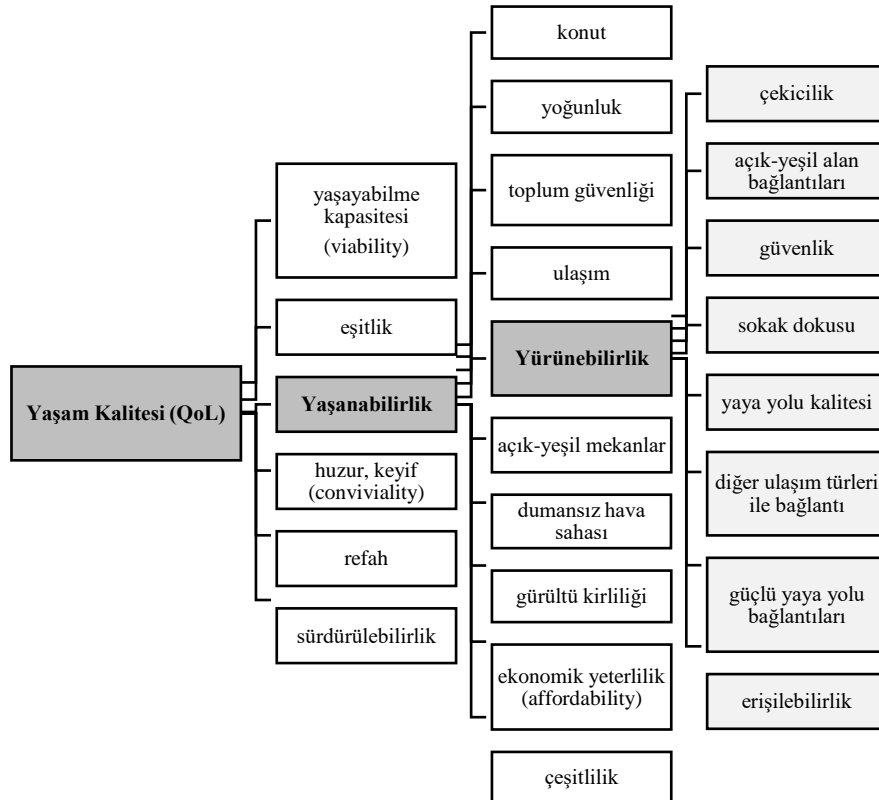 Yaşam Kalitesi (QoL)
yaşayabilme
kapasitesi
(viability)
eşitlik
Yaşanabilirlik
huzur, keyif
(conviviality)
refah
sürdürülebilirlik
konut
yoğunluk
toplum güvenliği
ulaşım
Yürünebilirlik
açık-yeşil mekanlar
dumansız hava
sahası
gürültü kirliliği
ekonomik yeterlilik
(affordability)
çeşitlilik
çekicilik
açık-yeşil alan
bağlantıları
güvenlik
sokak dokusu
yaya yolu kalitesi
diğer ulaşım türleri
ile bağlantı
güçlü yaya yolu
bağlantıları
erişilebilirlik